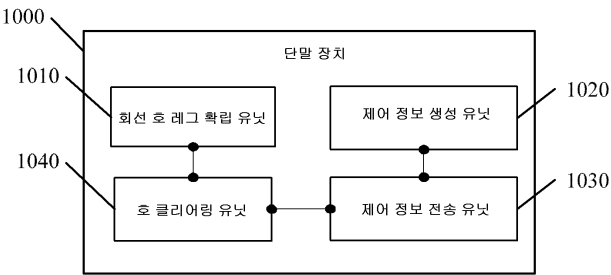 1000
단말 장치
1010
회선 호 레그 확립 유닛
제어 정보 생성 유닛
1020
1040
호 클리어링 유닛
제어 정보 전송 유닛
1030